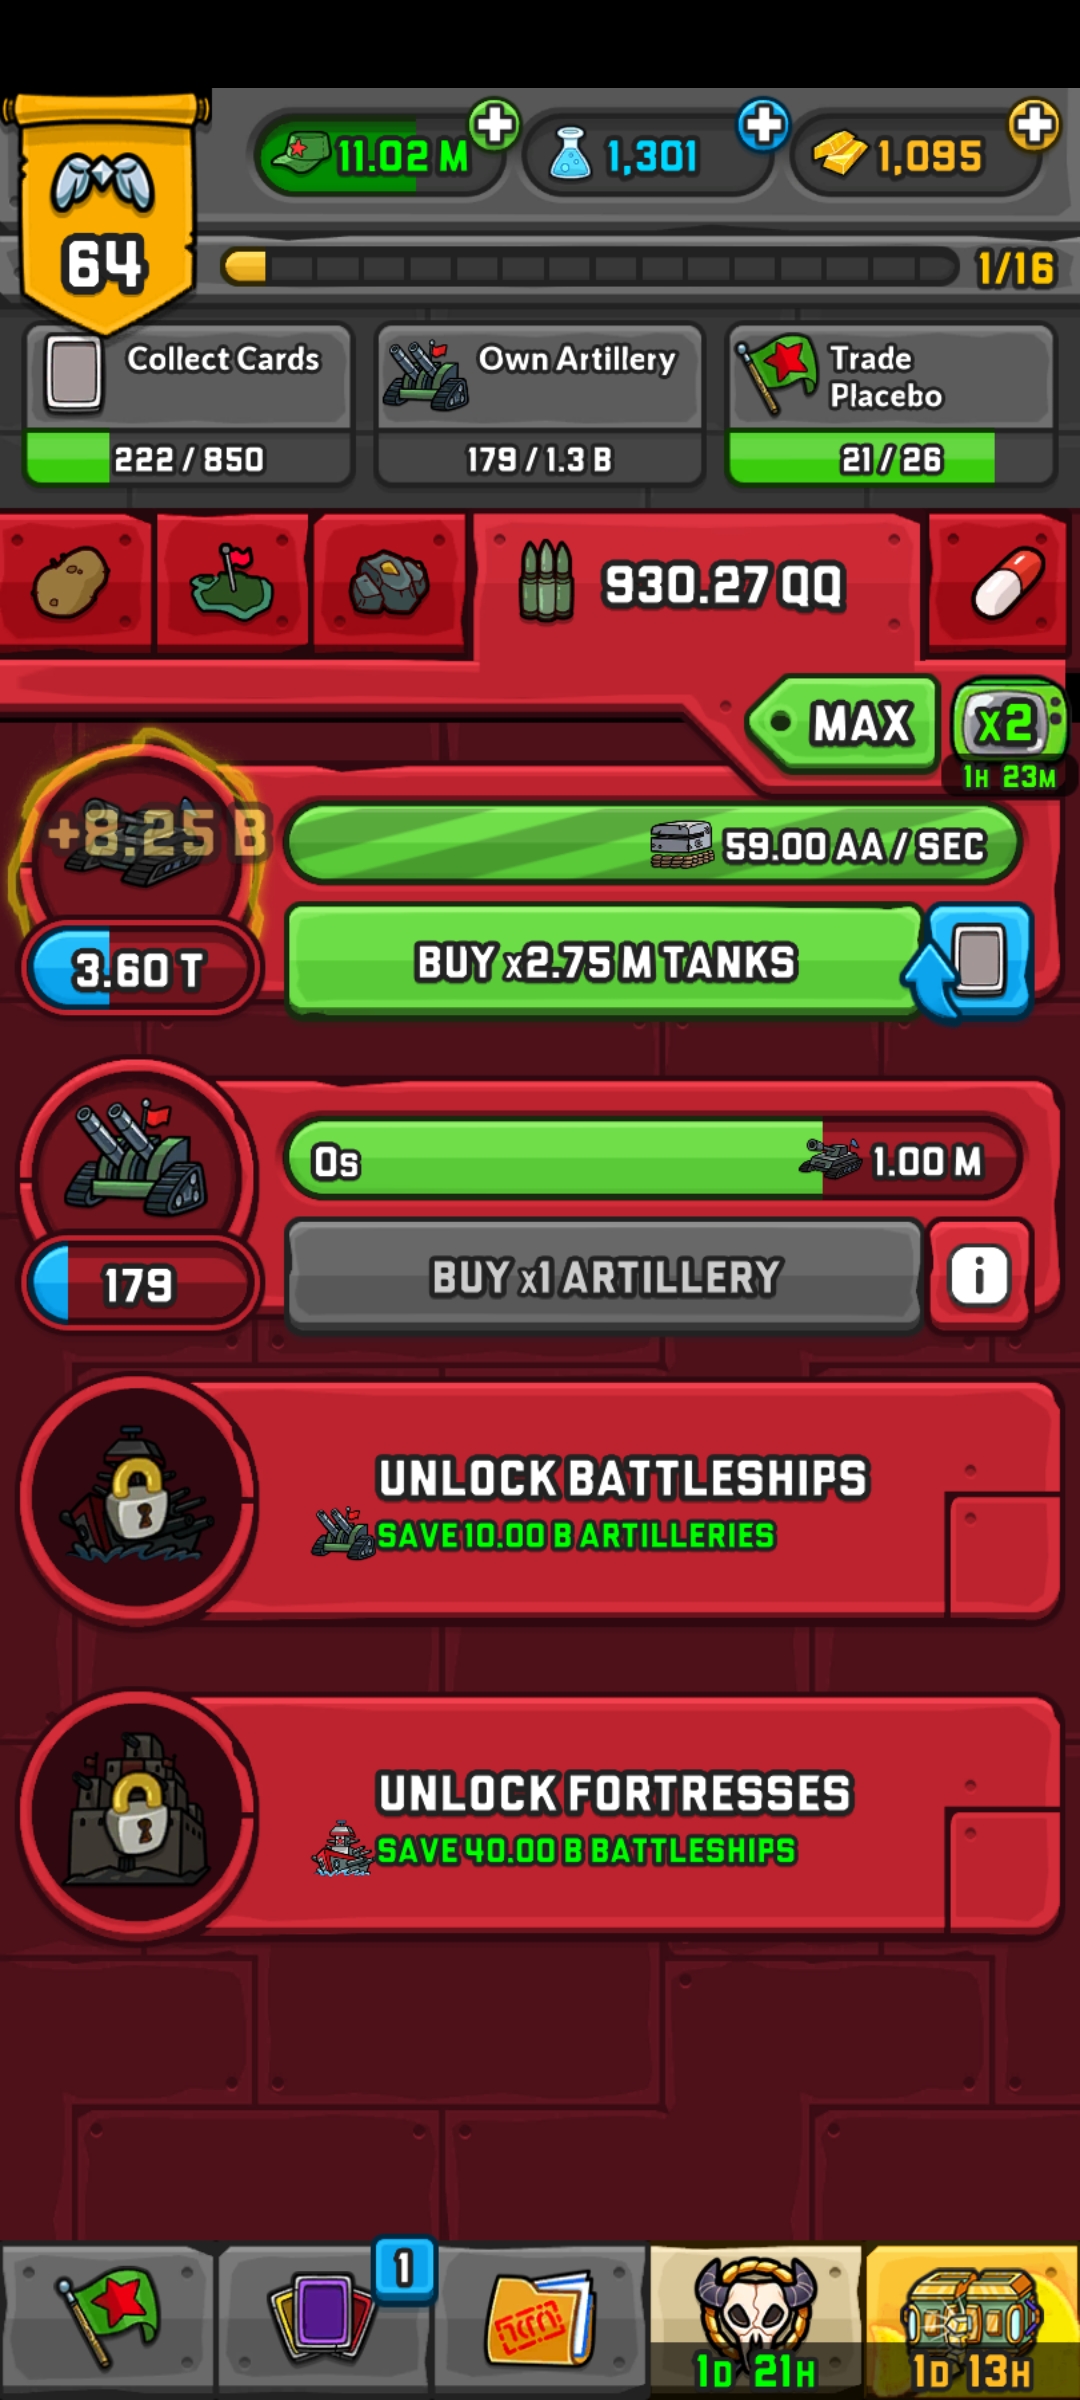 64
11.02 M
1,301
1,095
1/16
Collect Cards
222 / 850
Own Artillery
179 / 1.3 B
Trade
Placebo
21 / 26
930.27 QQ
MAX
x2
1H 23M
+8.25 B
59.00 AA / SEC
3.60 T
BUY x2.75 M TANKS
0s
1.00 M
179
BUY x1 ARTILLERY
i
UNLOCK BATTLESHIPS
SAVE 10.00 B ARTILLERIES
UNLOCK FORTRESSES
SAVE 40.00 B BATTLESHIPS
1
1D 21H
1D 13H